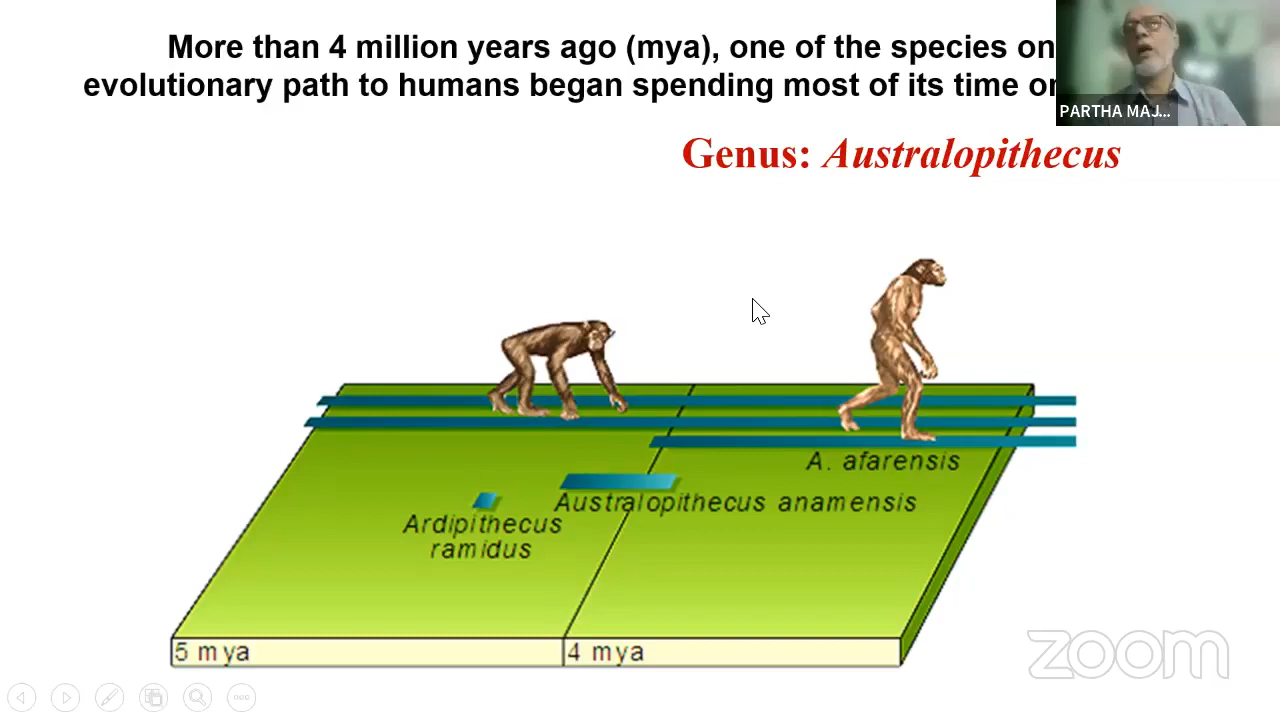 More than 4 million years ago (mya), one of the species on
evolutionary path to humans began spending most of its time
PARTHA MAJ...
Genus: Australopithecus
A. afarensis
Australopithecus anamensis
Ardipithecus
ramidus
5 mya
4 mya
zoom